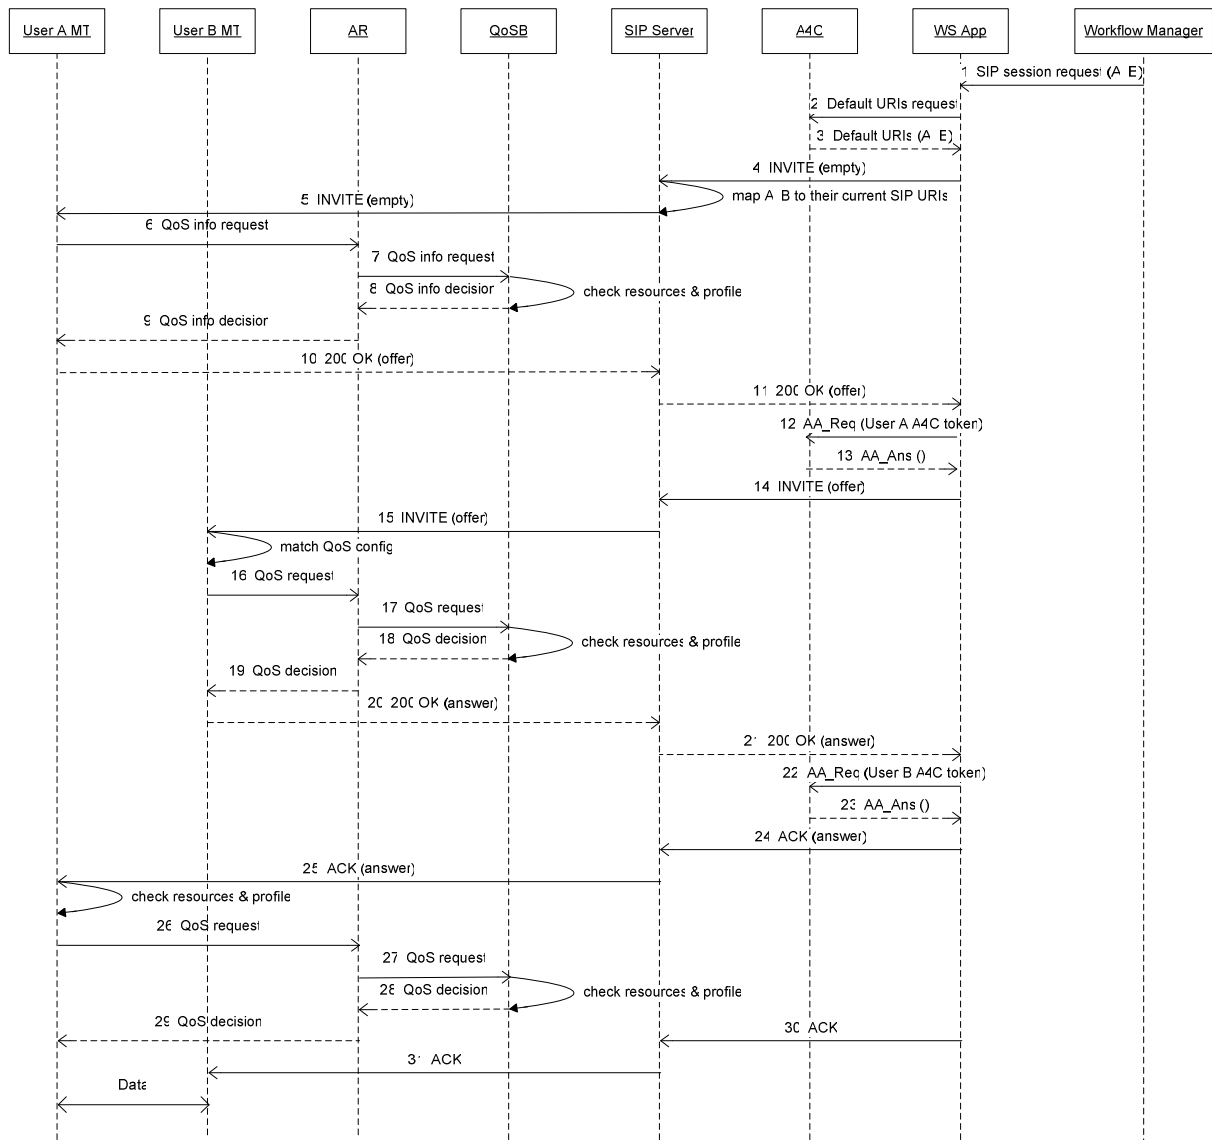 User A MT
User B MT
AR
QoSB
SIP Server
A4C
WS App
Workflow Manager
1 SIP session request (A E)
2 Default URIs request
3 Default URIs (A E)
4 INVITE (empty)
map A B to their current SIP URIs
5 INVITE (empty)
6 QoS info request
7 QoS info request
8 QoS info decision
check resources & profile
9 QoS info decision
10 200 OK (offer)
11 200 OK (offer)
12 AA_Req (User A A4C token)
13 AA_Ans ()
14 INVITE (offer)
15 INVITE (offer)
match QoS config
16 QoS request
17 QoS request
18 QoS decision
check resources & profile
19 QoS decision
20 200 OK (answer)
21 200 OK (answer)
22 AA_Req (User B A4C token)
23 AA_Ans ()
24 ACK (answer)
25 ACK (answer)
check resources & profile
26 QoS request
27 QoS request
28 QoS decision
check resources & profile
29 QoS decision
30 ACK
31 ACK
Data